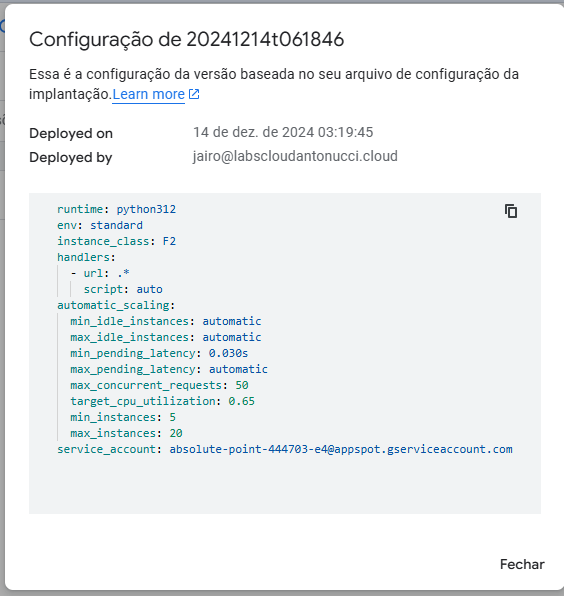 Configuração de 20241214t061846
Essa é a configuração da versão baseada no seu arquivo de configuração da
implantação.Learn more
Deployed on 14 de dez. de 2024 03:19:45
Deployed by jairo@labscloudantonucci.cloud
runtime: python312
env: standard
instance_class: F2
handlers:
  - url: .*
    script: auto
automatic_scaling:
  min_idle_instances: automatic
  max_idle_instances: automatic
  min_pending_latency: 0.030s
  max_pending_latency: automatic
  max_concurrent_requests: 50
  target_cpu_utilization: 0.65
  min_instances: 5
  max_instances: 20
service_account: absolute-point-444703-e4@appspot.gserviceaccount.com
Fechar